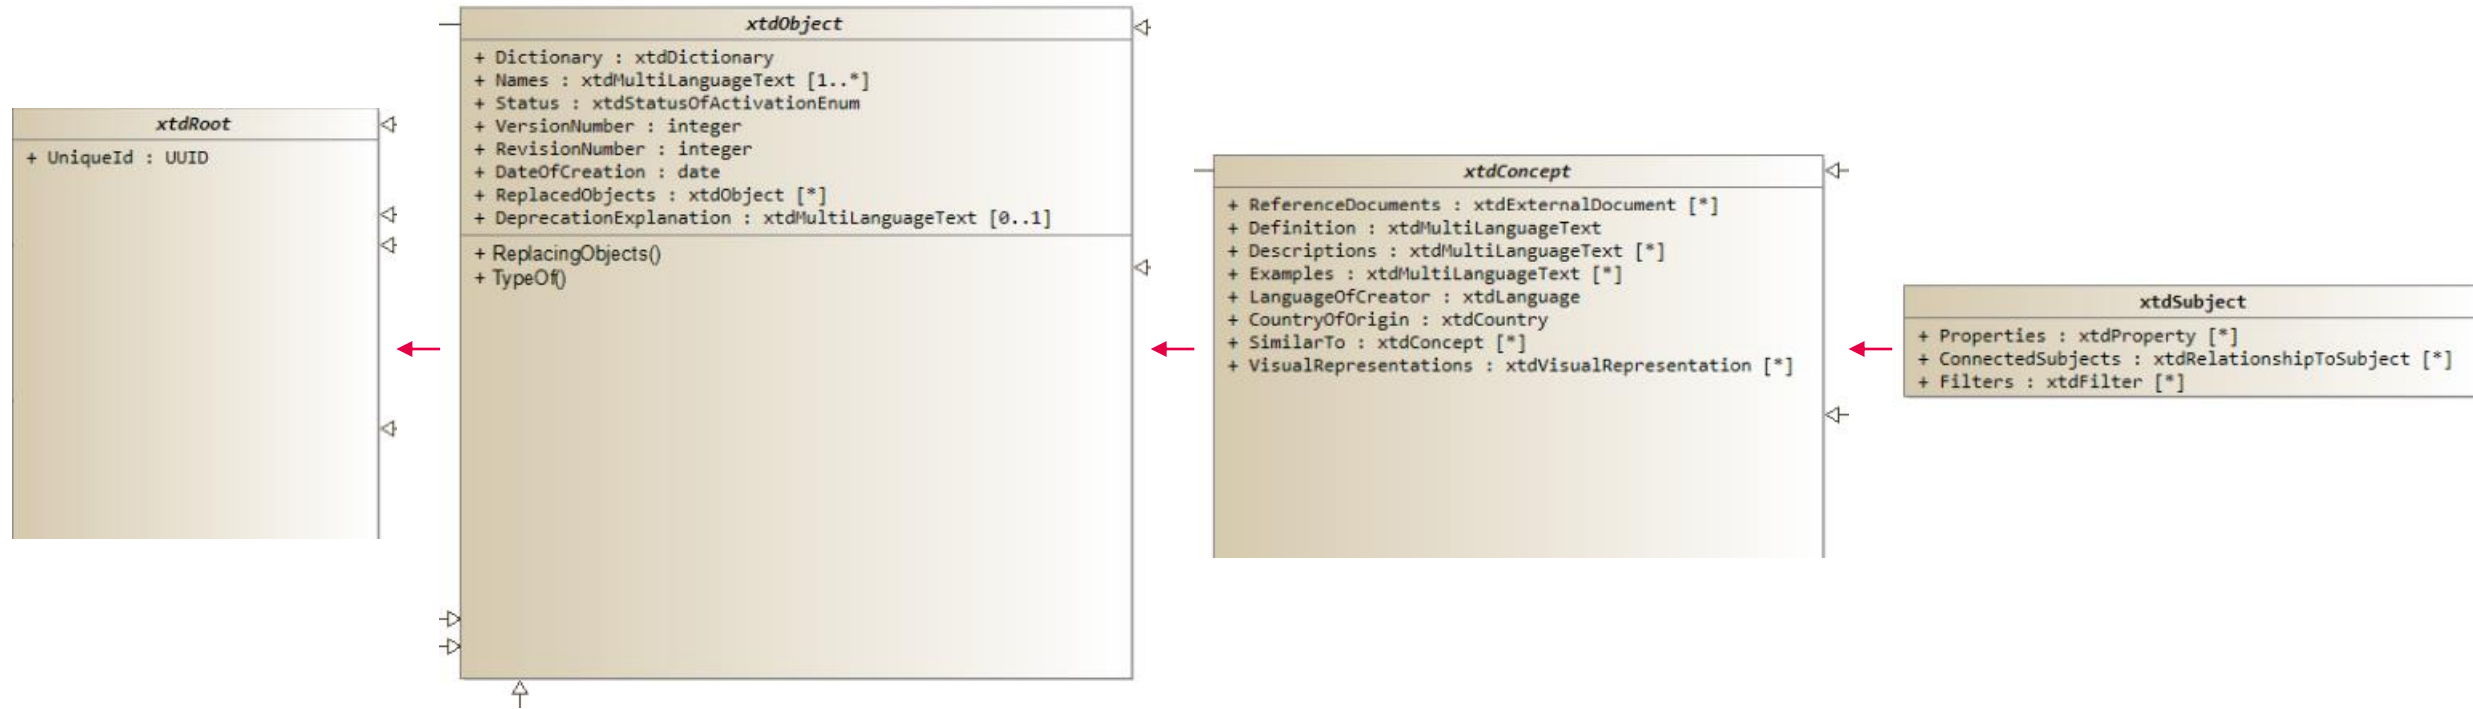 xtdRoot
+ UniqueId : UUID
xtdObject
+ Dictionary : xtdDictionary
+ Names : xtdMultiLanguageText [1..*]
+ Status : xtdStatusOfActivationEnum
+ VersionNumber : integer
+ RevisionNumber : integer
+ DateOfCreation : date
+ ReplacedObjects : xtdObject [*]
+ DeprecationExplanation : xtdMultiLanguageText [0..1]
+ ReplacingObjects()
+ TypeOf()
xtdConcept
+ ReferenceDocuments : xtdExternalDocument [*]
+ Definition : xtdMultiLanguageText
+ Descriptions : xtdMultiLanguageText [*]
+ Examples : xtdMultiLanguageText [*]
+ LanguageOfCreator : xtdLanguage
+ CountryOfOrigin : xtdCountry
+ SimilarTo : xtdConcept [*]
+ VisualRepresentations : xtdVisualRepresentation [*]
xtdSubject
+ Properties : xtdProperty [*]
+ ConnectedSubjects : xtdRelationshipToSubject [*]
+ Filters : xtdFilter [*]